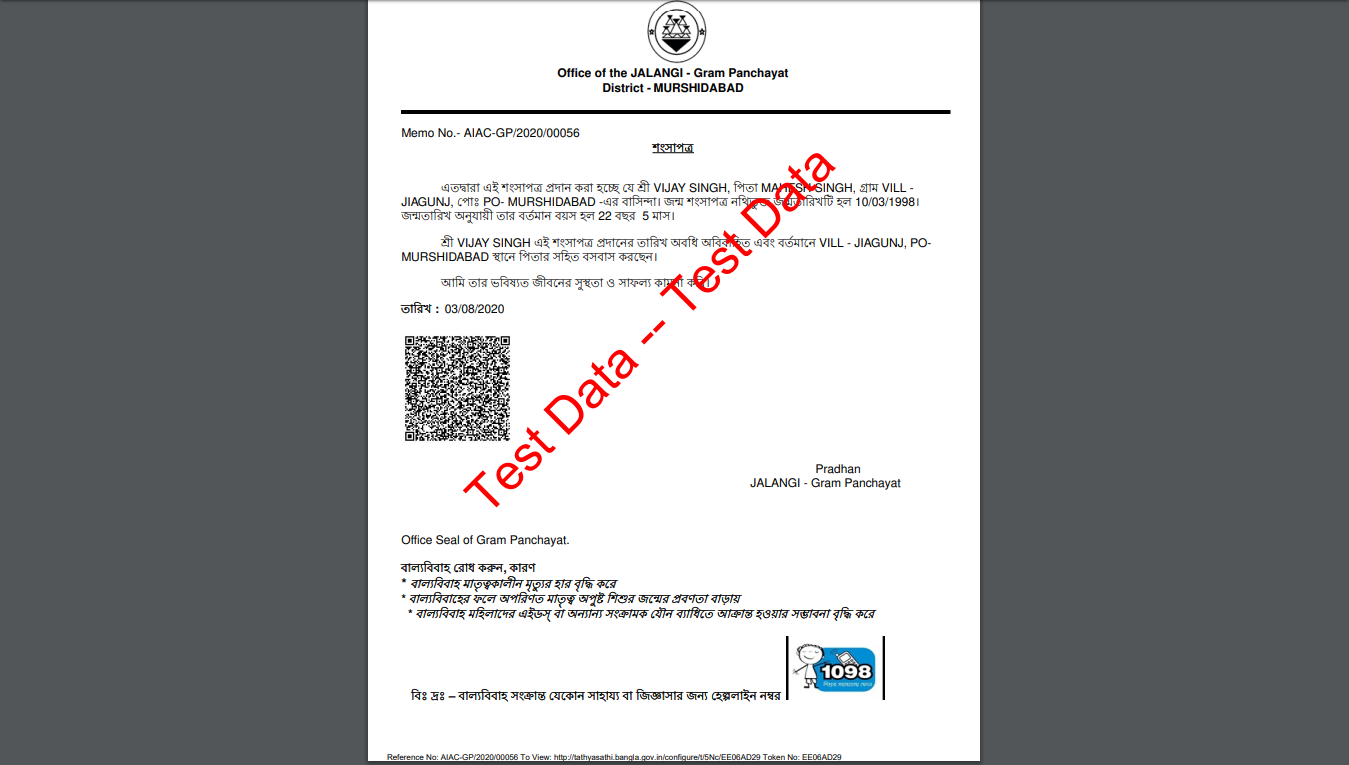 Office of the JALANGI - Gram Panchayat
District - MURSHIDABAD
Memo No.- AIAC-GP/2020/00056
শংসাপত্র
এতদ্বারা এই শংসাপত্র প্রদান করা হচ্ছে যে শ্রী VIJAY SINGH, পিতা MAHESH SINGH, গ্রাম VILL -
JIAGUNJ, পোঃ PO- MURSHIDABAD -এর বাসিন্দা। জন্ম শংসাপত্র নথিভুক্ত জন্মতারিখটি হল 10/03/1998।
জন্মতারিখ অনুযায়ী তার বর্তমান বয়স হল 22 বছর 5 মাস।
শ্রী VIJAY SINGH এই শংসাপত্র প্রদানের তারিখ অবধি অবিবাহিত এবং বর্তমানে VILL - JIAGUNJ, PO-
MURSHIDABAD স্থানে পিতার সহিত বসবাস করছেন।
আমি তার ভবিষ্যত জীবনের সুস্থতা ও সাফল্য কামনা করি।
তারিখ : 03/08/2020
Test Data -- Test Data
Pradhan
JALANGI - Gram Panchayat
Office Seal of Gram Panchayat.
বাল্যবিবাহ রোধ করুন, কারণ
* বাল্যবিবাহ মাতৃত্বকালীন মৃত্যুর হার বৃদ্ধি করে
* বাল্যবিবাহের ফলে অপরিণত মাতৃত্ব অপুষ্ট শিশুর জন্মের প্রবণতা বাড়ায়
* বাল্যবিবাহ মহিলাদের এইডস্ বা অন্যান্য সংক্রামক যৌন ব্যাধিতে আক্রান্ত হওয়ার সম্ভাবনা বৃদ্ধি করে
1098
বিঃ দ্রঃ – বাল্যবিবাহ সংক্রান্ত যেকোন সাহায্য বা জিজ্ঞাসার জন্য হেল্পলাইন নম্বর
Reference No: AIAC-GP/2020/00056 To View: http://tathyasathi.bangla.gov.in/configure/t/5Nc/EE06AD29 Token No: EE06AD29